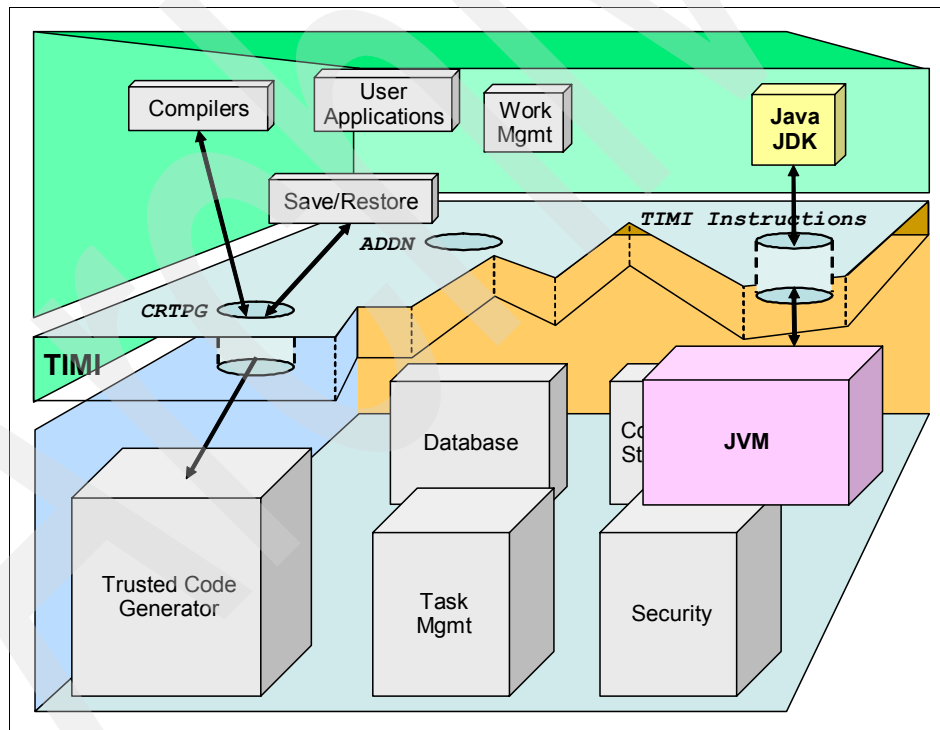 Compilers
User
Applications
Work
Mgmt
Java
JDK
Save/Restore
TIMI Instructions
ADDN
CRTPG
TIMI
Database
JVM
Trusted Code
Generator
Task
Mgmt
Security